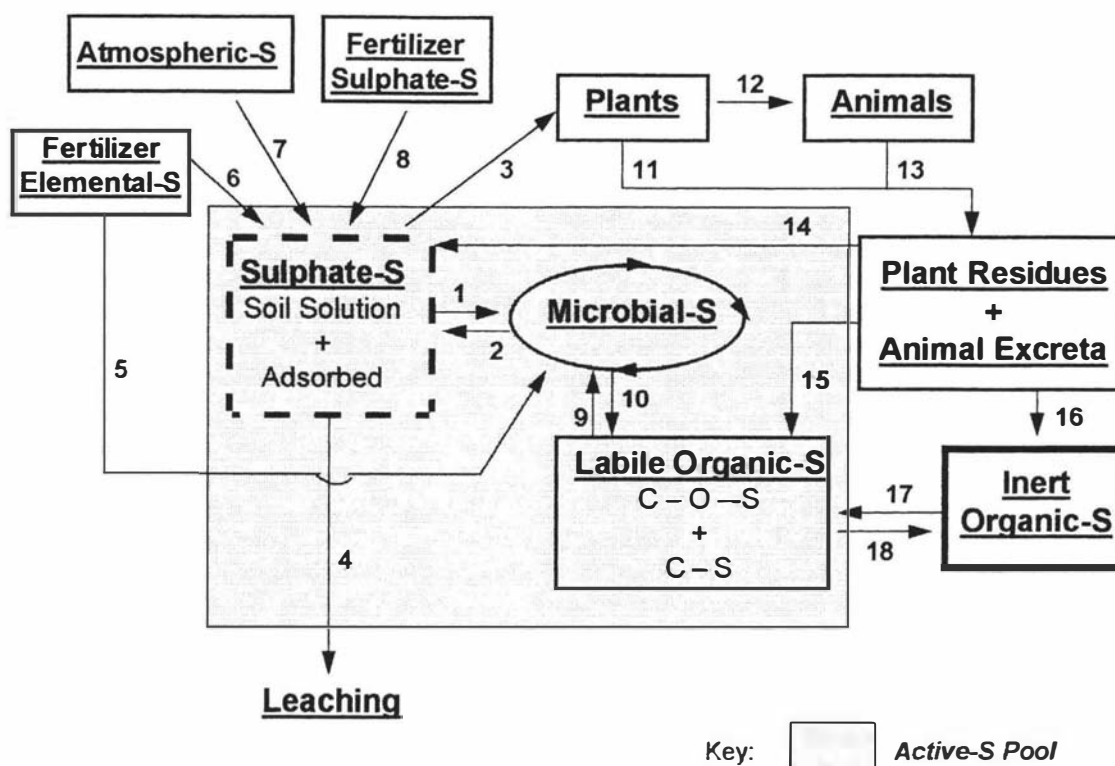 Atmospheric-S
Fertilizer
Sulphate-S
Plants
12
Animals
Fertilizer
Elemental-S
6
7
8
3
11
13
14
Sulphate-S
Soil Solution
+
Adsorbed
1
2
Microbial-S
Plant Residues
+
Animal Excreta
5
15
9
10
16
Labile Organic-S
C – O –S
+
C – S
17
18
Inert
Organic-S
4
Leaching
Key:
Active-S Pool